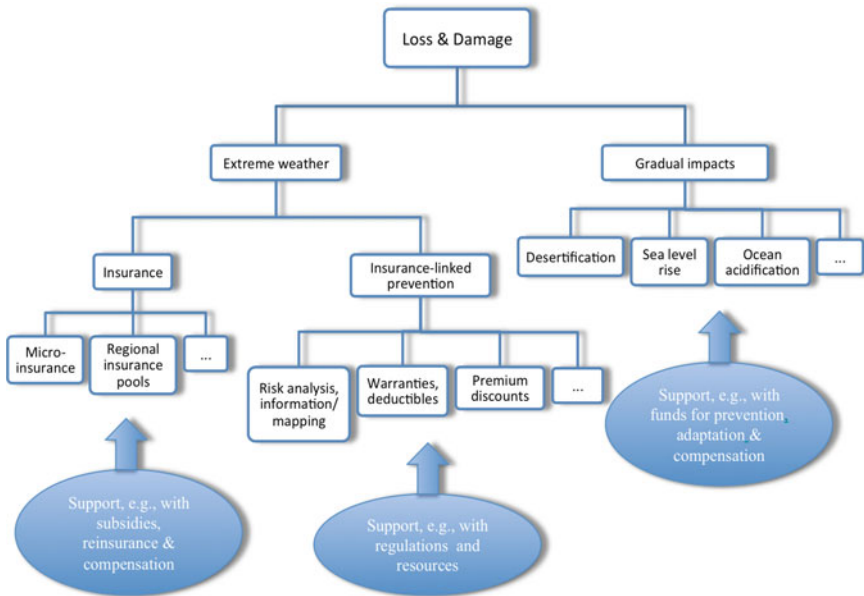 Loss & Damage
Extreme weather
Gradual impacts
Insurance
Insurance-linked
prevention
Desertification
Sea level
rise
Ocean
acidification
...
Micro-
insurance
Regional
insurance
pools
...
Risk analysis,
information/
mapping
Warranties,
deductibles
Premium
discounts
...
Support, e.g., with
funds for prevention,
adaptation & 
compensation
Support, e.g., with
subsidies,
reinsurance &
compensation
Support, e.g., with
regulations and
resources